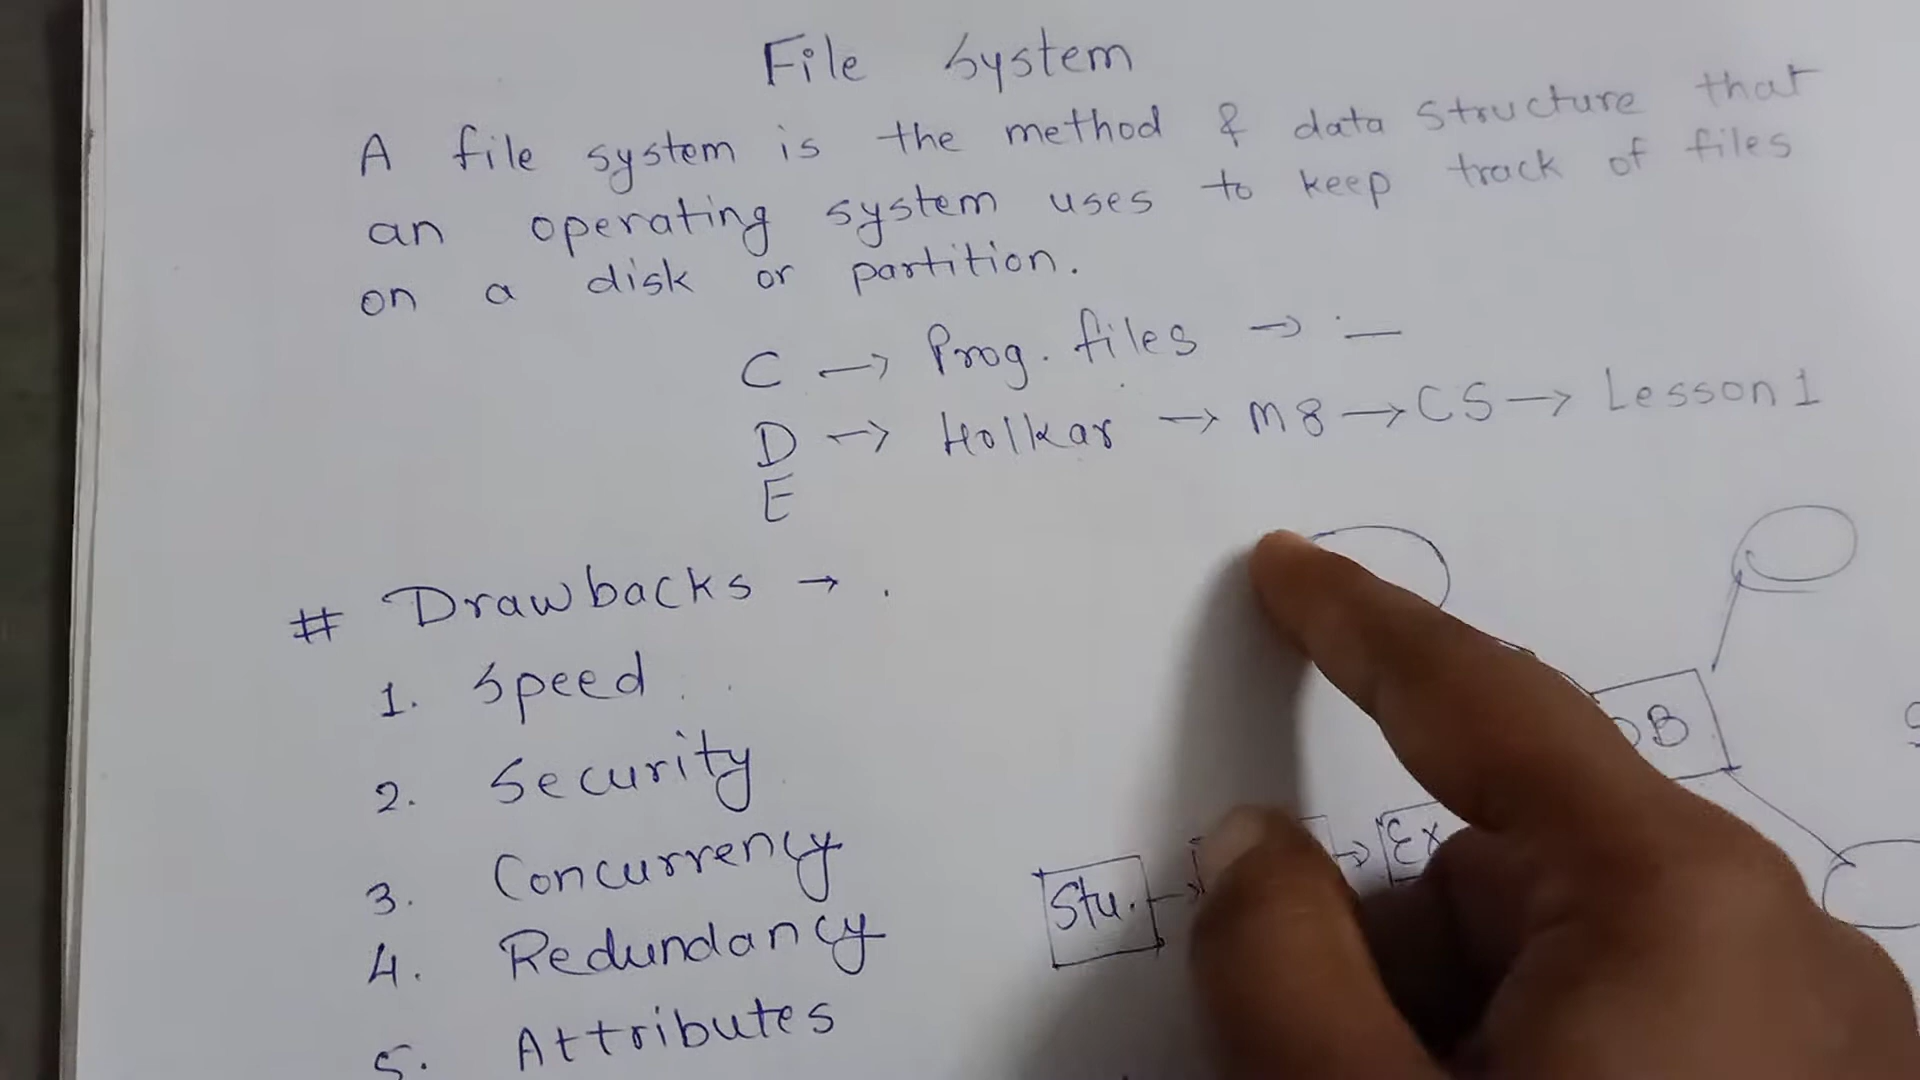 File System
A file system is the method & data structure that
an operating system uses to keep track of files
on a disk or partition.
C → Prog. files → :—
D → Holkar → M8 → CS → Lesson 1
E
# Drawbacks →
1. Speed
2. Security
3. Concurrency
4. Redundancy
5. Attributes
DB
Stu. → → Ex